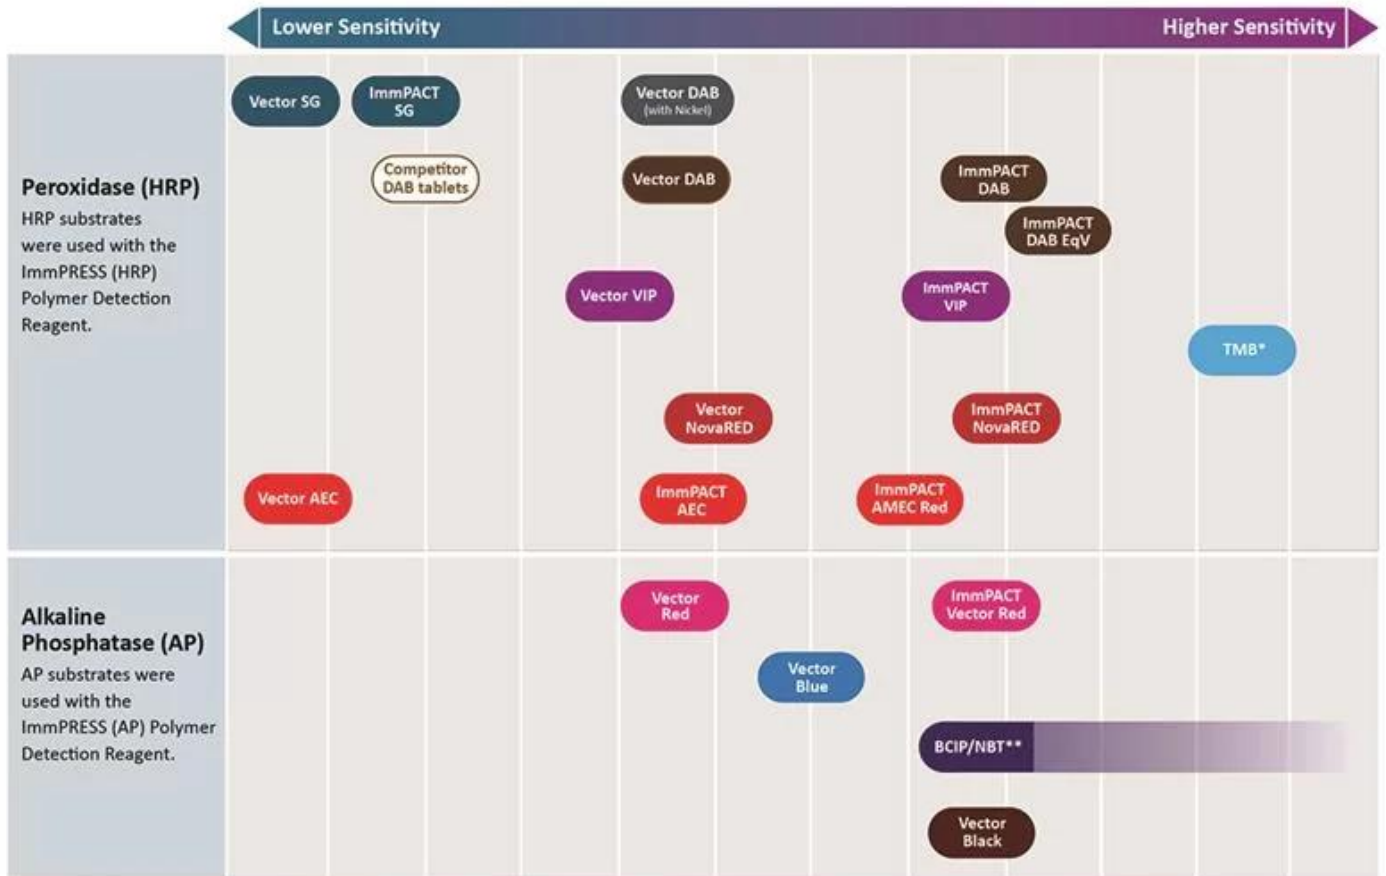 Lower Sensitivity
Higher Sensitivity
Peroxidase (HRP)
HRP substrates
were used with the
ImmPRESS (HRP)
Polymer Detection
Reagent.
Vector SG
ImmPACT
SG
Vector DAB
(with Nickel)
Competitor
DAB tablets
Vector DAB
ImmPACT
DAB
ImmPACT
DAB EqV
Vector VIP
ImmPACT
VIP
TMB*
Vector
NovaRED
ImmPACT
NovaRED
Vector AEC
ImmPACT
AEC
ImmPACT
AMEC Red
Alkaline
Phosphatase (AP)
AP substrates were
used with the
ImmPRESS (AP) Polymer
Detection Reagent.
Vector
Red
ImmPACT
Vector Red
Vector
Blue
BCIP/NBT**
Vector
Black